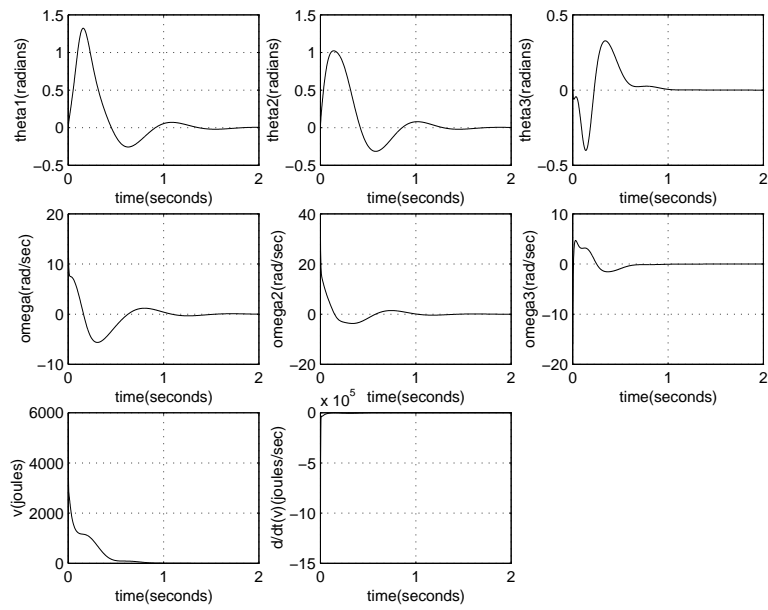 1.5
1
0.5
0
−0.5
theta1(radians)
0 1 2
time(seconds)
1.5
1
0.5
0
−0.5
theta2(radians)
0 1 2
time(seconds)
0.5
0
−0.5
theta3(radians)
0 1 2
time(seconds)
20
10
0
−10
omega(rad/sec)
0 1 2
time(seconds)
40
20
0
−20
omega2(rad/sec)
0 1 2
time(seconds)
10
0
−10
−20
omega3(rad/sec)
0 1 2
time(seconds)
6000
4000
2000
0
v(joules)
0 1 2
time(seconds)
x 10^5
0
−5
−10
−15
d/dt(v)(joules/sec)
0 1 2
time(seconds)